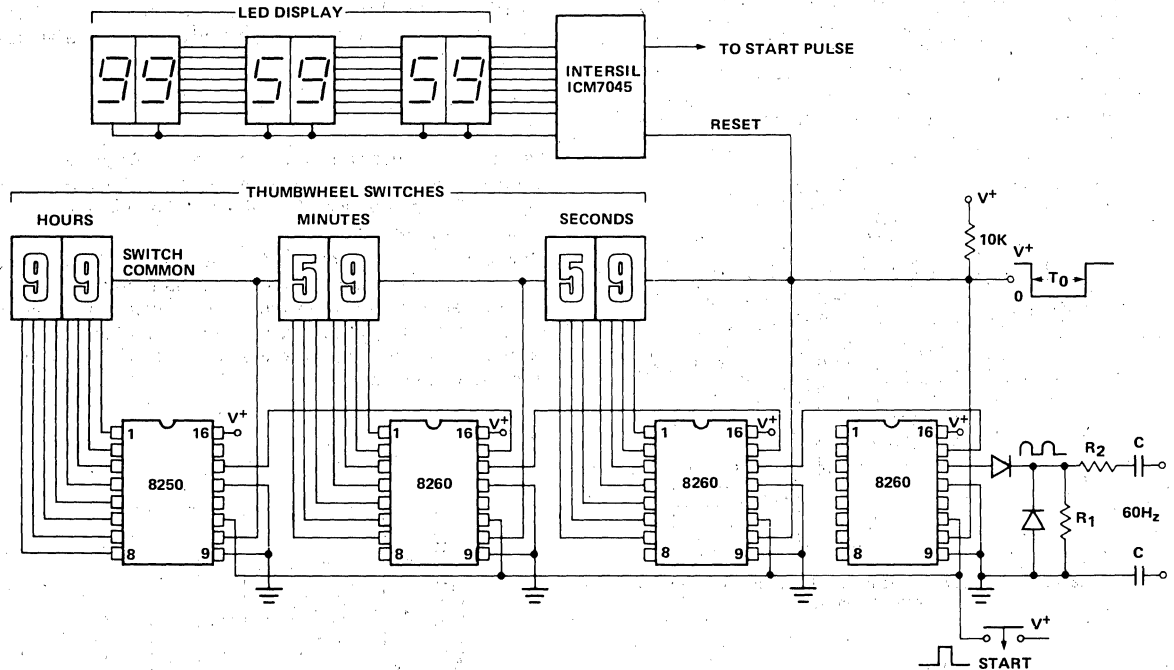 LED DISPLAY
99 59 59
INTERSIL
ICM7045
TO START PULSE
RESET
THUMBWHEEL SWITCHES
HOURS
MINUTES
SECONDS
SWITCH
COMMON
99
59
59
V+
10K
V+
T0
0
1 16 V+
8250
8 9
1 16 V+
8260
8 9
1 16 V+
8260
8 9
1 16 V+
8260
8 9
R2
C
R1
60Hz
C
V+
START